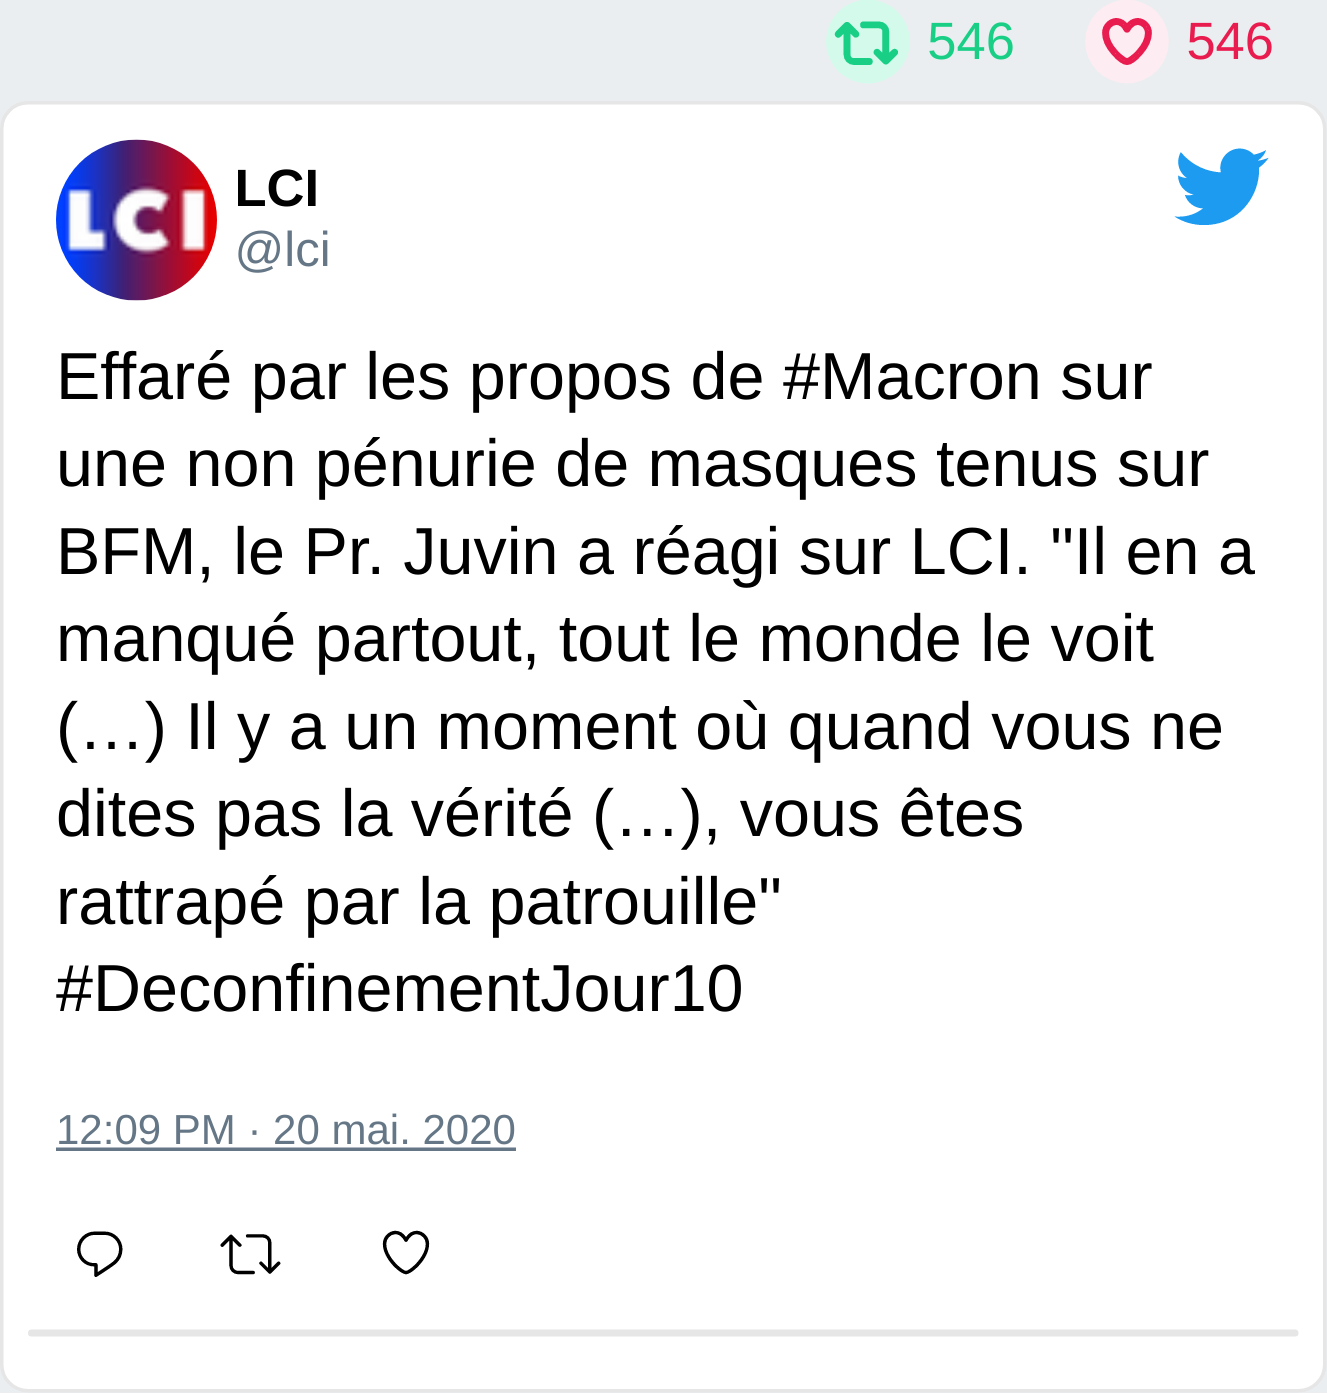 546 546
LCI
LCI
@lci
Effaré par les propos de #Macron sur
une non pénurie de masques tenus sur
BFM, le Pr. Juvin a réagi sur LCI. "Il en a
manqué partout, tout le monde le voit
(…) Il y a un moment où quand vous ne
dites pas la vérité (…), vous êtes
rattrapé par la patrouille"
#DeconfinementJour10
12:09 PM · 20 mai. 2020